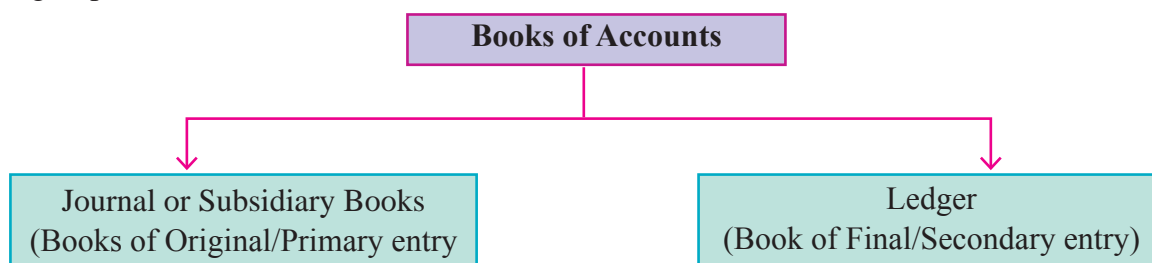 Books of Accounts
Journal or Subsidiary Books
(Books of Original/Primary entry
Ledger
(Book of Final/Secondary entry)